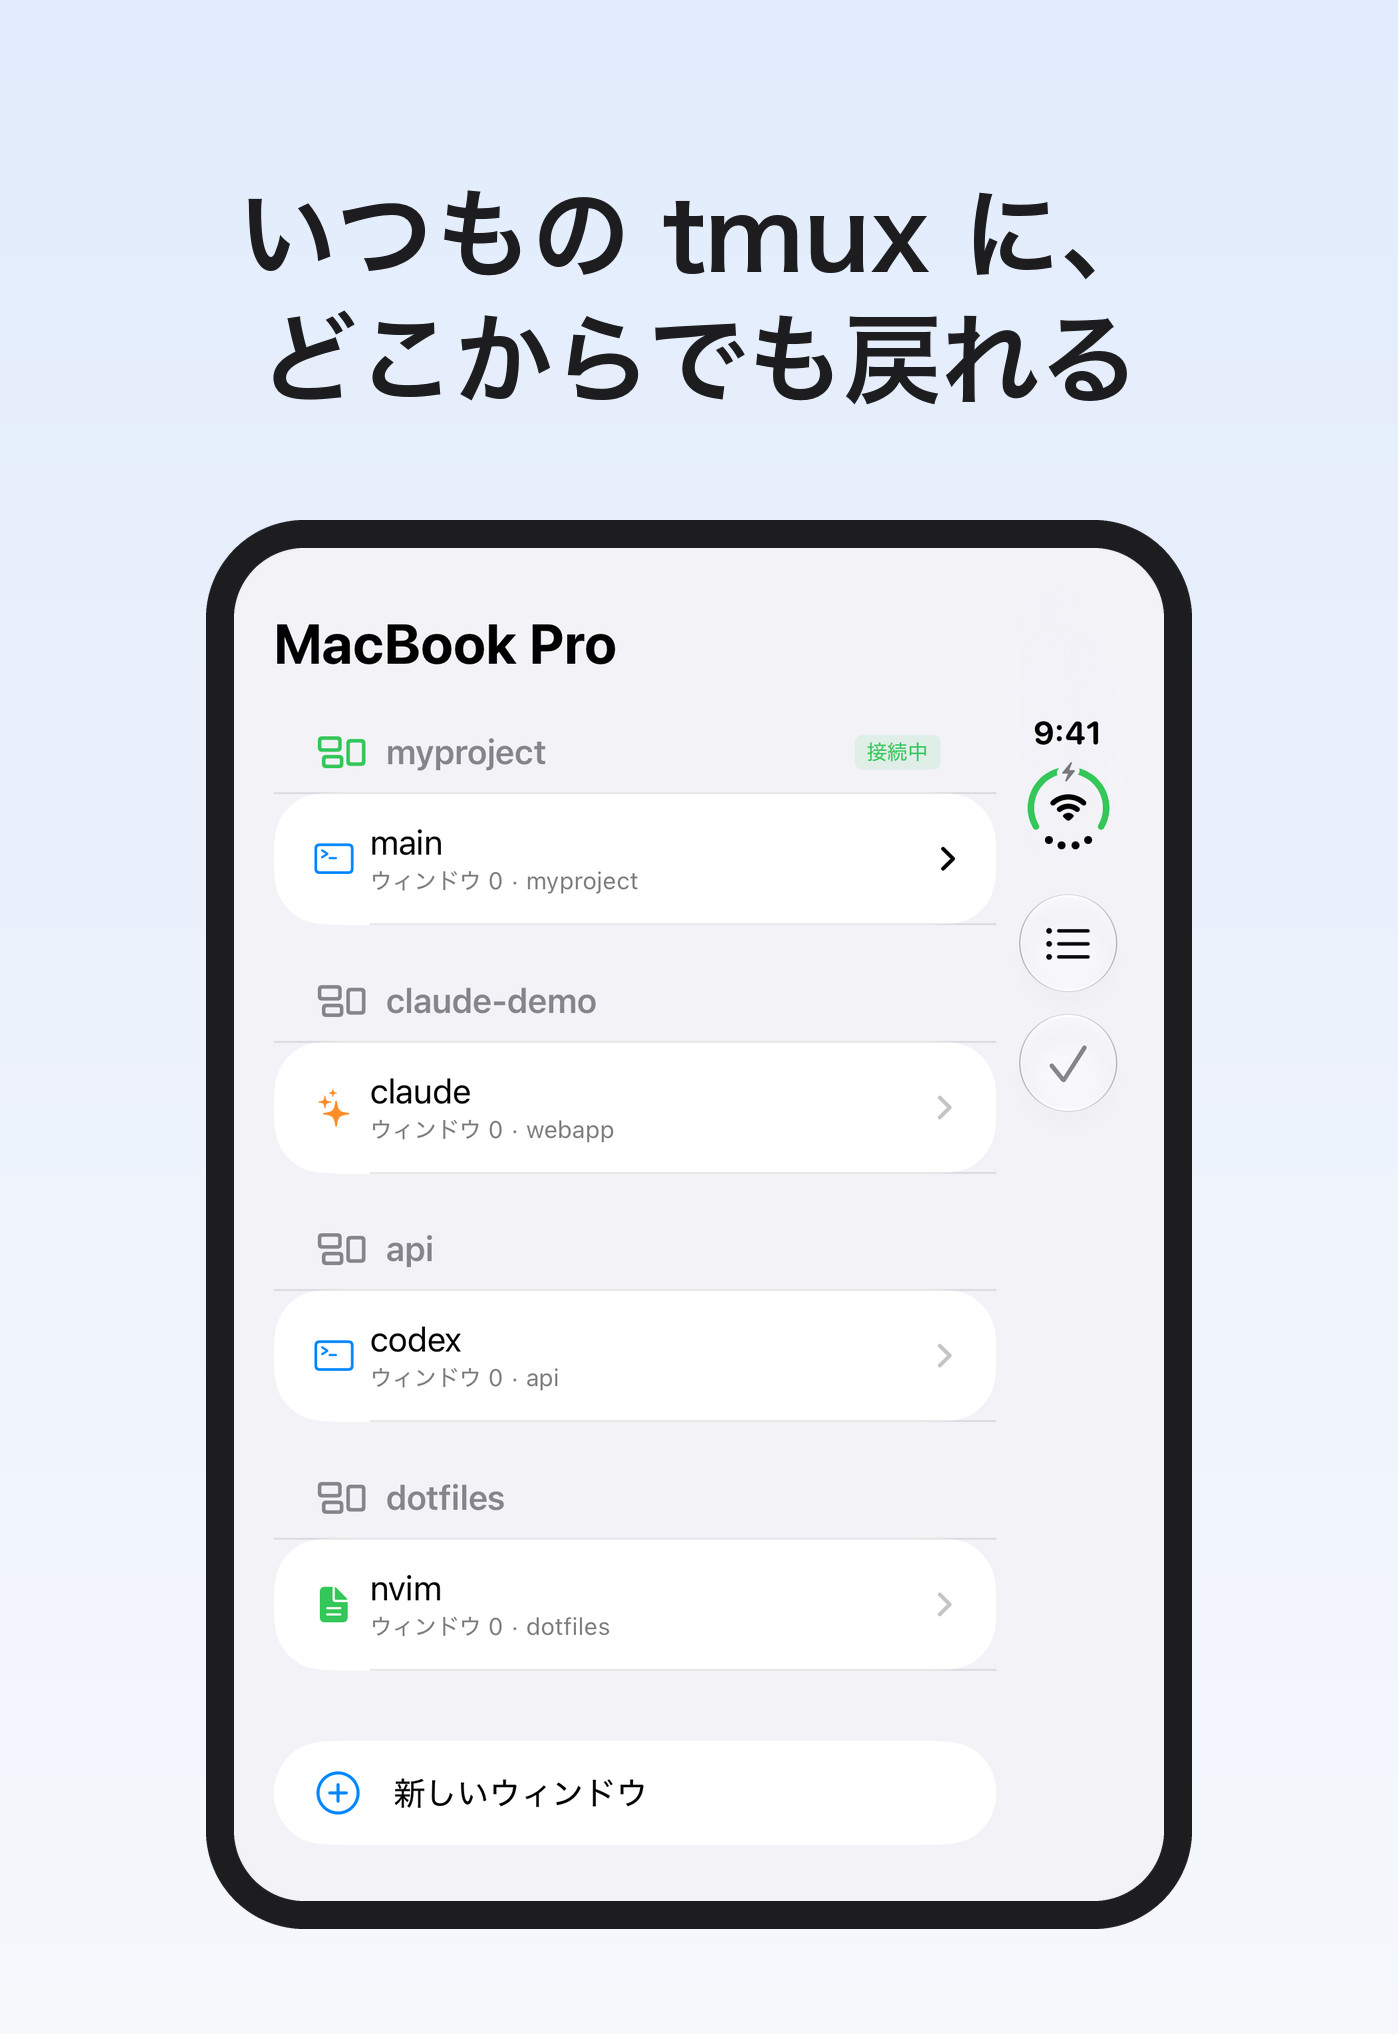 いつもの tmux に、
どこからでも戻れる
MacBook Pro
9:41
myproject
接続中
main
ウィンドウ 0 · myproject
claude-demo
claude
ウィンドウ 0 · webapp
api
codex
ウィンドウ 0 · api
dotfiles
nvim
ウィンドウ 0 · dotfiles
新しいウィンドウ